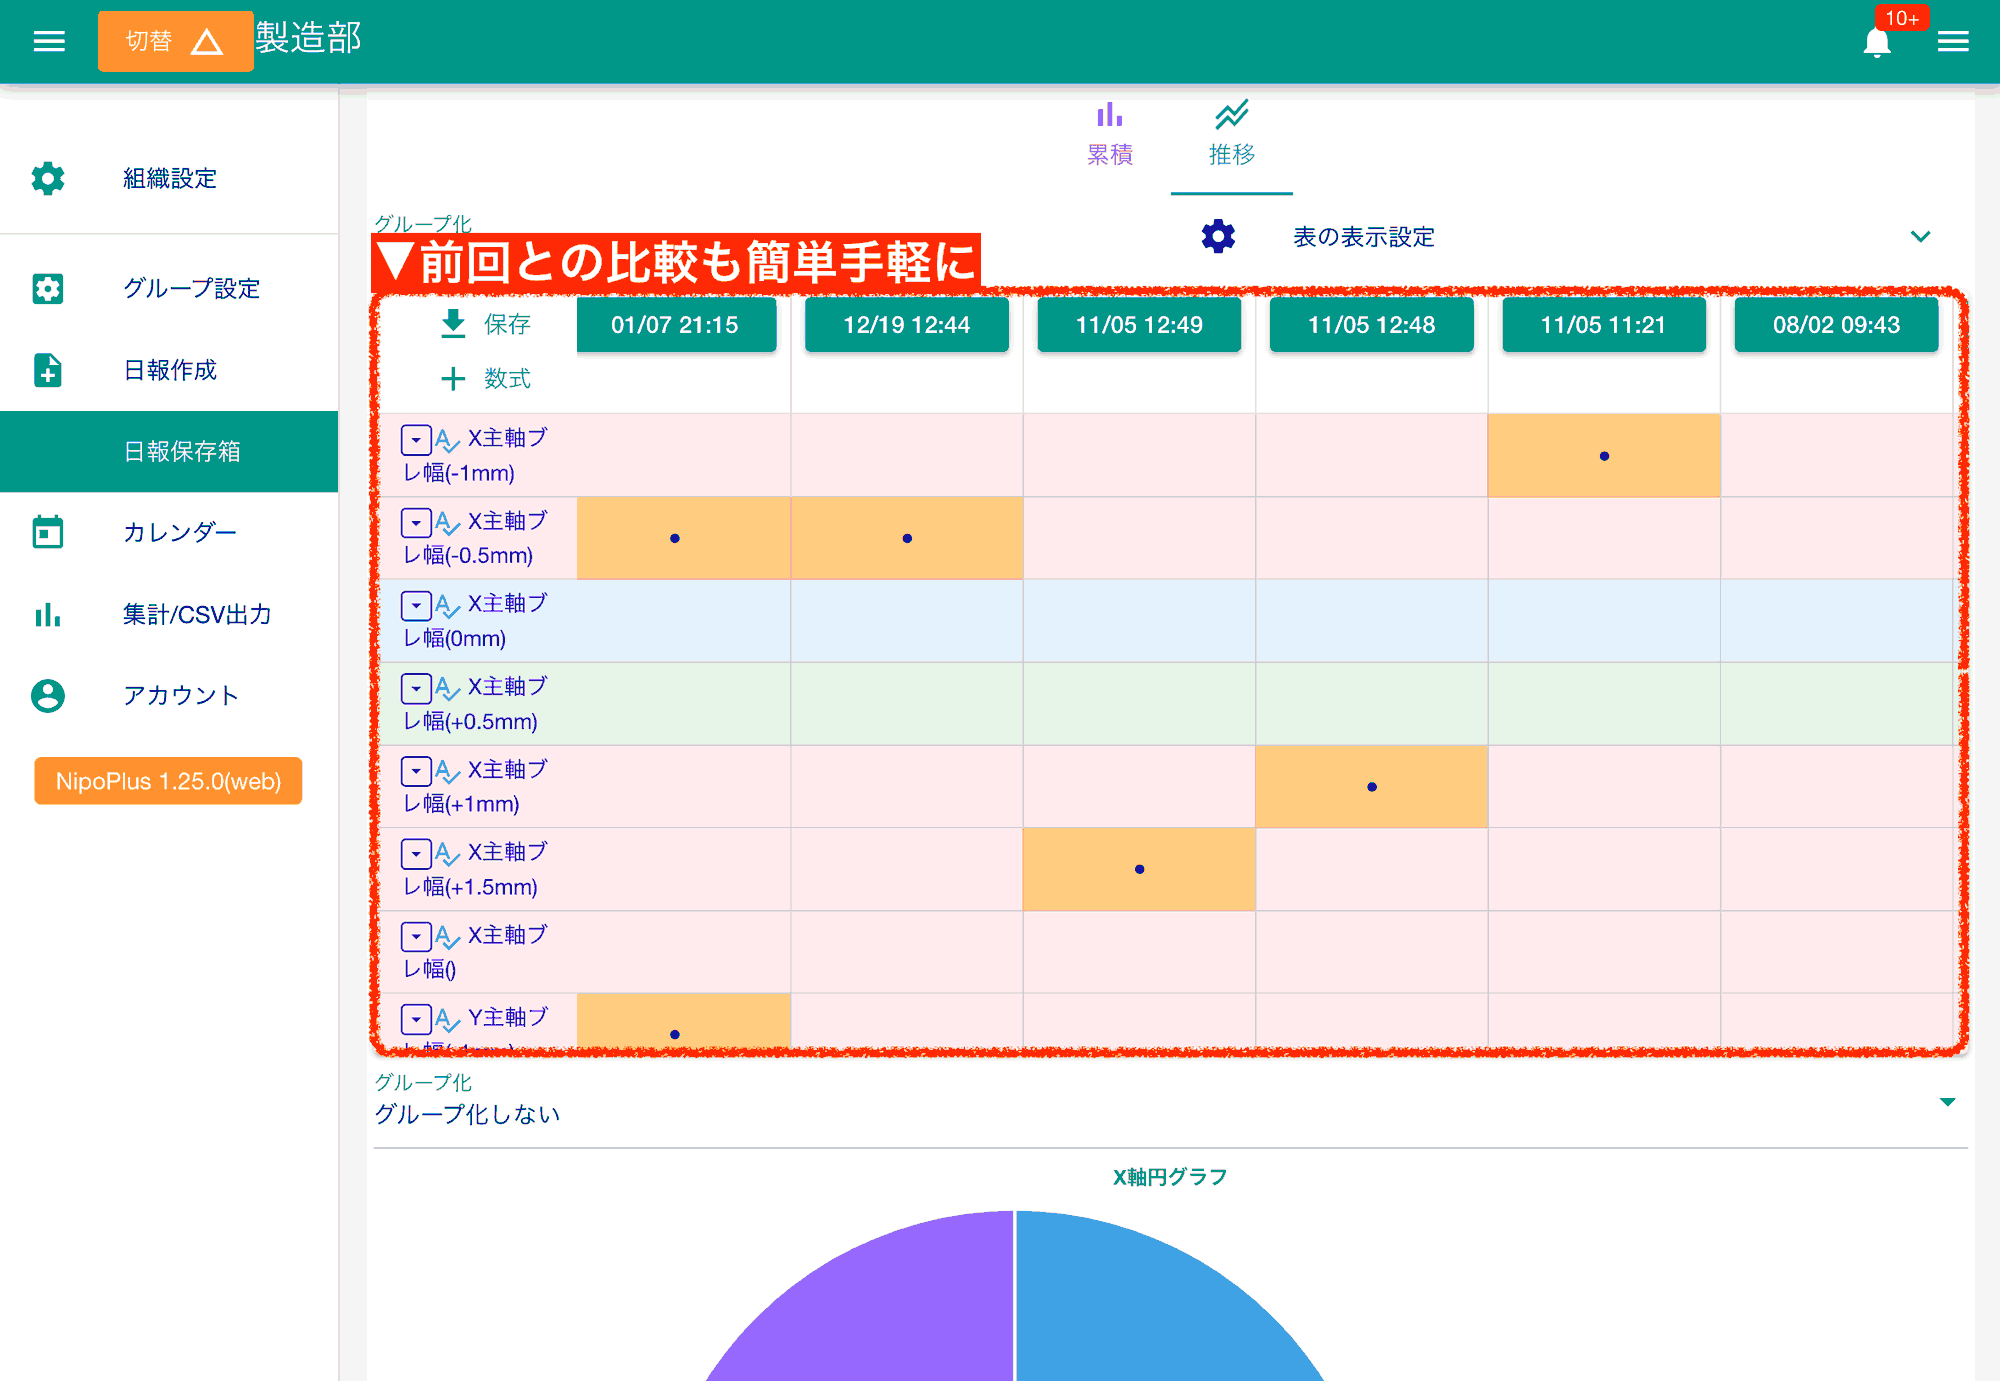 切替
製造部
10+
組織設定
グループ設定
日報作成
日報保存箱
カレンダー
集計/CSV出力
アカウント
NipoPlus 1.25.0(web)
累積
推移
グループ化
表の表示設定
▼前回との比較も簡単手軽に
保存
数式
01/07 21:15
12/19 12:44
11/05 12:49
11/05 12:48
11/05 11:21
08/02 09:43
X主軸ブ
レ幅(-1mm)
X主軸ブ
レ幅(-0.5mm)
X主軸ブ
レ幅(0mm)
X主軸ブ
レ幅(+0.5mm)
X主軸ブ
レ幅(+1mm)
X主軸ブ
レ幅(+1.5mm)
X主軸ブ
レ幅()
Y主軸ブ
グループ化
グループ化しない
X軸円グラフ